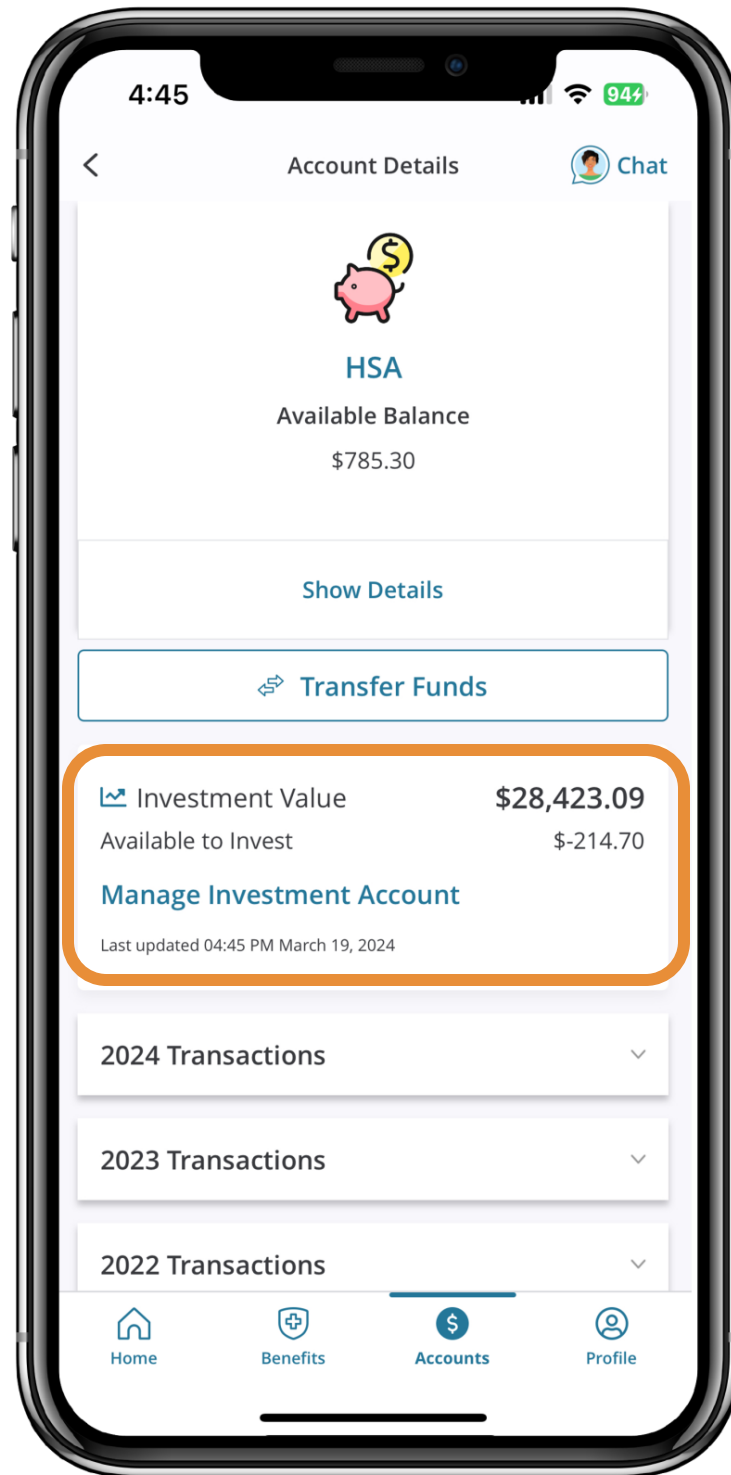 4:45
94
Account Details
Chat
$
HSA
Available Balance
$785.30
Show Details
Transfer Funds
Investment Value $28,423.09
Available to Invest $-214.70
Manage Investment Account
Last updated 04:45 PM March 19, 2024
2024 Transactions
2023 Transactions
2022 Transactions
$
Home Benefits Accounts Profile